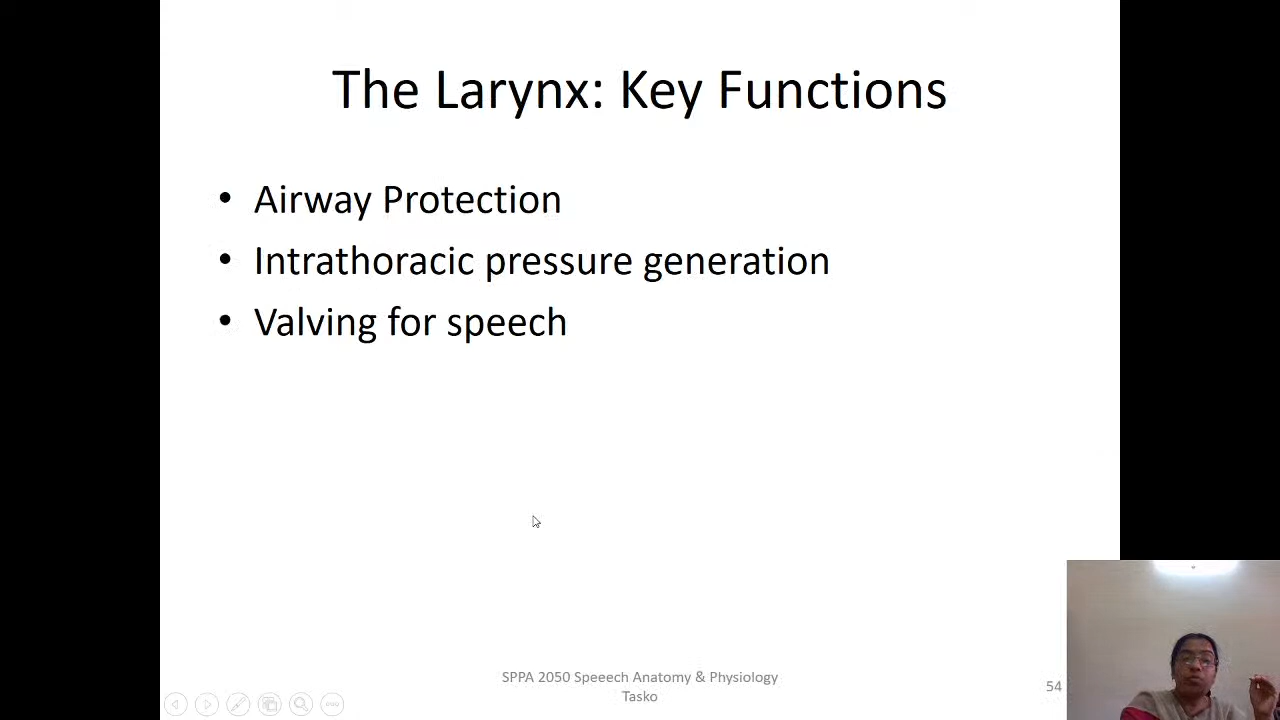 The Larynx: Key Functions
• Airway Protection
• Intrathoracic pressure generation
• Valving for speech
SPPA 2050 Speeech Anatomy & Physiology
Tasko
54